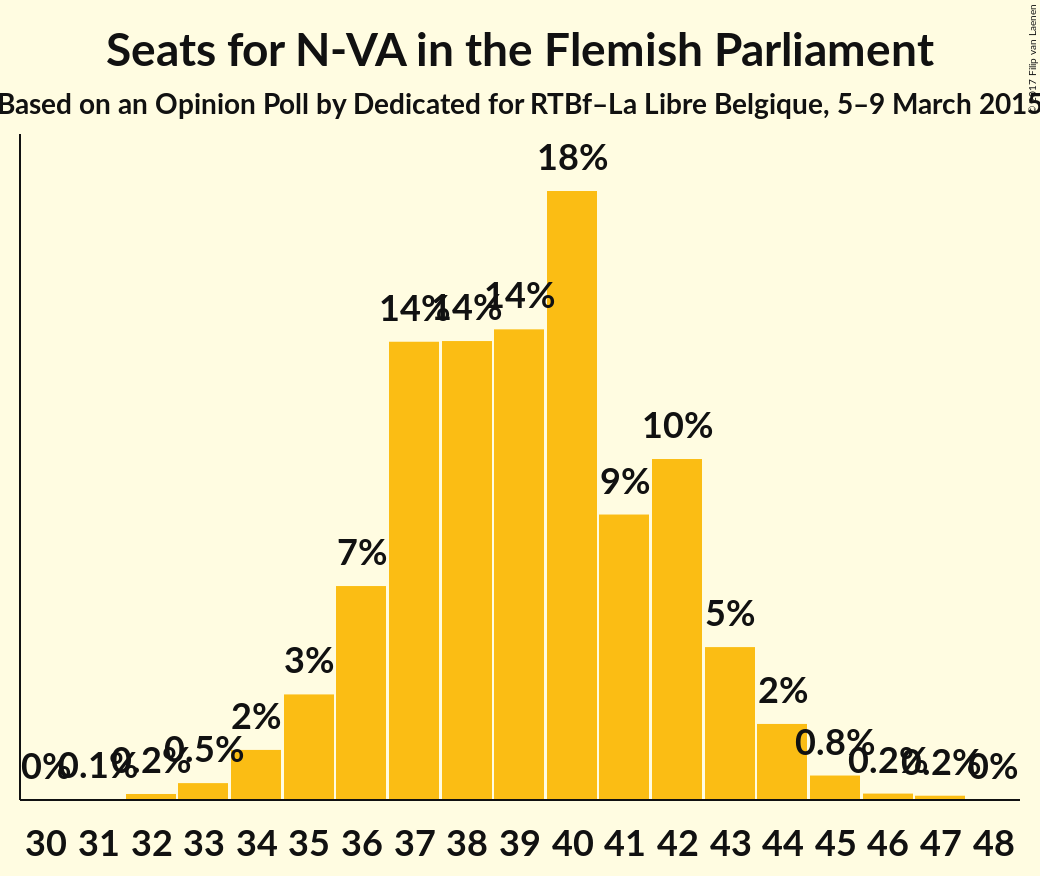 Seats for N-VA in the Flemish Parliament
Based on an Opinion Poll by Dedicated for RTBf–La Libre Belgique, 5–9 March 2015
© 2017 Filip van Laenen
18%
14% 14% 14%
10%
9%
7%
5%
3%
2% 2%
0% 0.1% 0.2% 0.5% 0.8% 0.2% 0.2% 0%
30 31 32 33 34 35 36 37 38 39 40 41 42 43 44 45 46 47 48